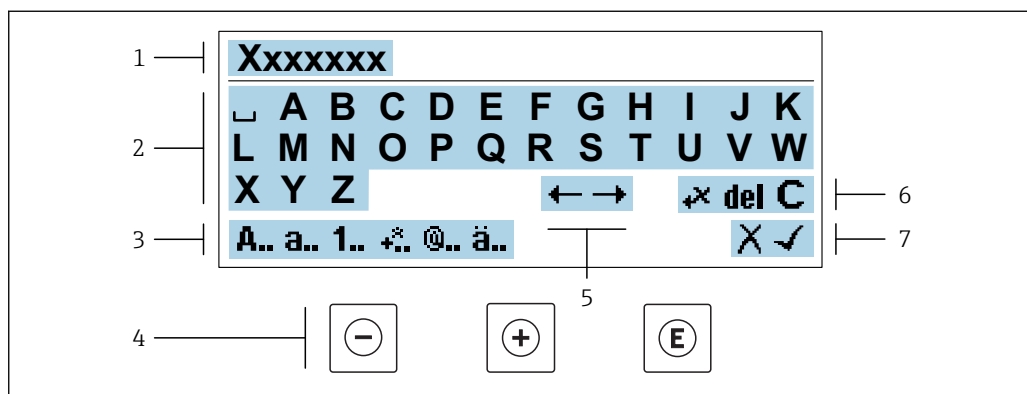 1 Xxxxxxx
␣ A B C D E F G H I J K
2 L M N O P Q R S T U V W
X Y Z ← → +× del C 6
3 A.. a.. 1.. +*.. @.. ä.. X ✓ 7
5
4 − + E